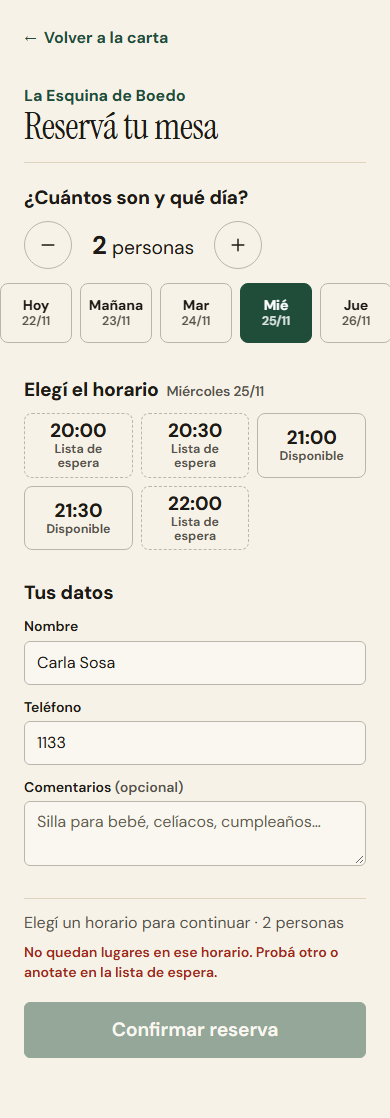 ← Volver a la carta
La Esquina de Boedo
Reservá tu mesa
¿Cuántos son y qué día?
− 2 personas +
Hoy
22/11
Mañana
23/11
Mar
24/11
Mié
25/11
Jue
26/11
Elegí el horario Miércoles 25/11
20:00
Lista de
espera
20:30
Lista de
espera
21:00
Disponible
21:30
Disponible
22:00
Lista de
espera
Tus datos
Nombre
Carla Sosa
Teléfono
1133
Comentarios (opcional)
Silla para bebé, celíacos, cumpleaños...
Elegí un horario para continuar · 2 personas
No quedan lugares en ese horario. Probá otro o
anotate en la lista de espera.
Confirmar reserva